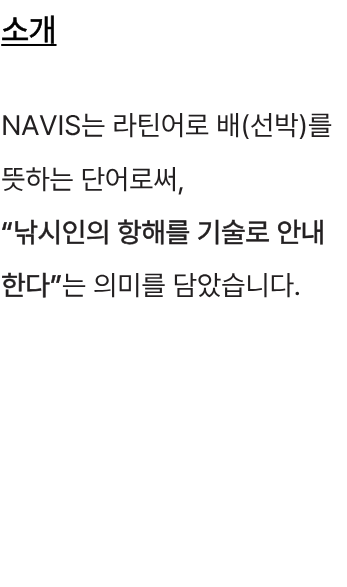 소개
NAVIS는 라틴어로 배(선박)를
뜻하는 단어로써,
“낚시인의 항해를 기술로 안내
한다”는 의미를 담았습니다.